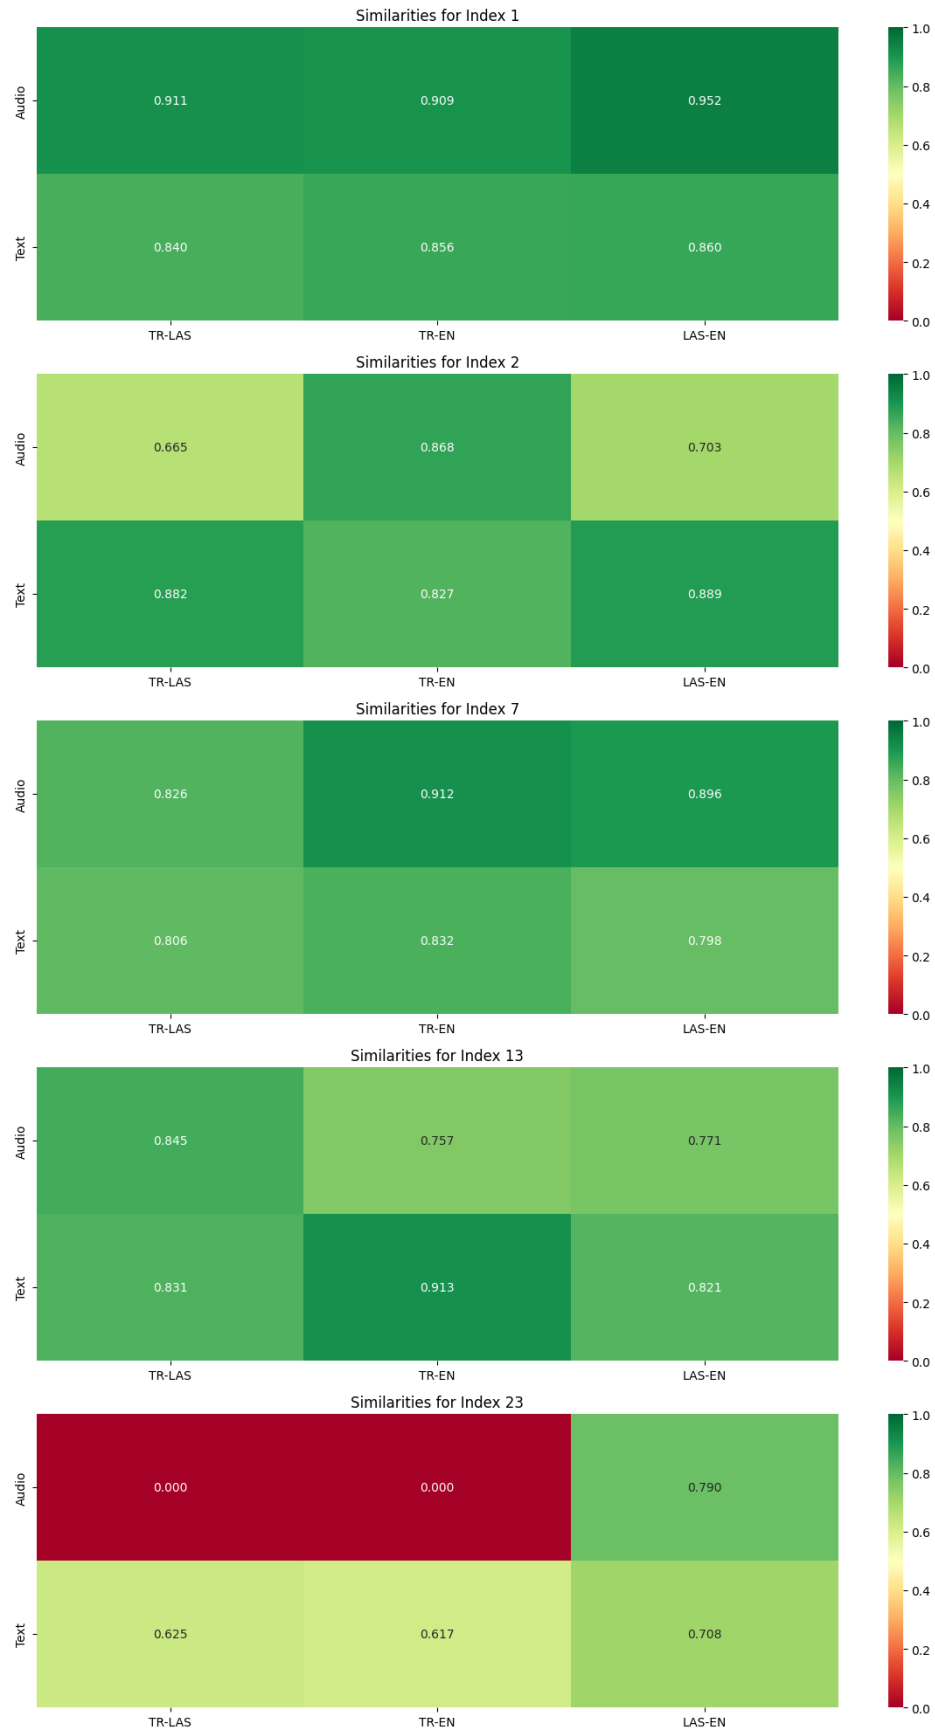 Similarities for Index 1
1.0
Audio 0.911 0.909 0.952
0.8
0.6
0.4
Text 0.840 0.856 0.860
0.2
0.0
TR-LAS TR-EN LAS-EN
Similarities for Index 2
1.0
Audio 0.665 0.868 0.703
0.8
0.6
0.4
Text 0.882 0.827 0.889
0.2
0.0
TR-LAS TR-EN LAS-EN
Similarities for Index 7
1.0
Audio 0.826 0.912 0.896
0.8
0.6
0.4
Text 0.806 0.832 0.798
0.2
0.0
TR-LAS TR-EN LAS-EN
Similarities for Index 13
1.0
Audio 0.845 0.757 0.771
0.8
0.6
0.4
Text 0.831 0.913 0.821
0.2
0.0
TR-LAS TR-EN LAS-EN
Similarities for Index 23
1.0
Audio 0.000 0.000 0.790
0.8
0.6
0.4
Text 0.625 0.617 0.708
0.2
0.0
TR-LAS TR-EN LAS-EN